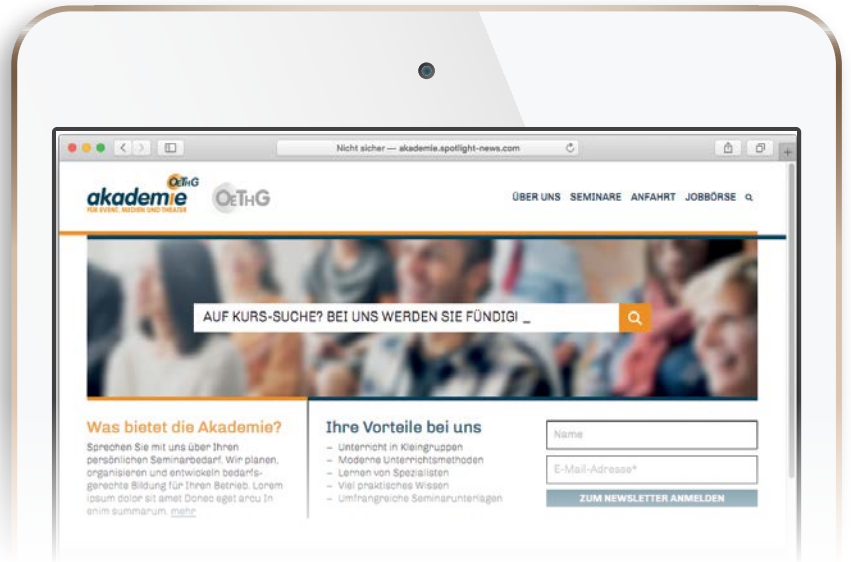 Nicht sicher — akademie.spotlight-news.com
OETHG
akademie
FÜR EVENT, MEDIEN UND THEATER
OETHG
ÜBER UNS SEMINARE ANFAHRT JOBBÖRSE
AUF KURS-SUCHE? BEI UNS WERDEN SIE FÜNDIG! _
Was bietet die Akademie?
Sprechen Sie mit uns über Ihren
persönlichen Seminarbedarf. Wir planen,
organisieren und entwickeln bedarfs-
gerechte Bildung für Ihren Betrieb. Lorem
ipsum dolor sit amet Donec eget arcu In
enim summarum. mehr
Ihre Vorteile bei uns
– Unterricht in Kleingruppen
– Moderne Unterrichtsmethoden
– Lernen von Spezialisten
– Viel praktisches Wissen
– Umfrangreiche Seminarunterlagen
Name
E-Mail-Adresse*
ZUM NEWSLETTER ANMELDEN